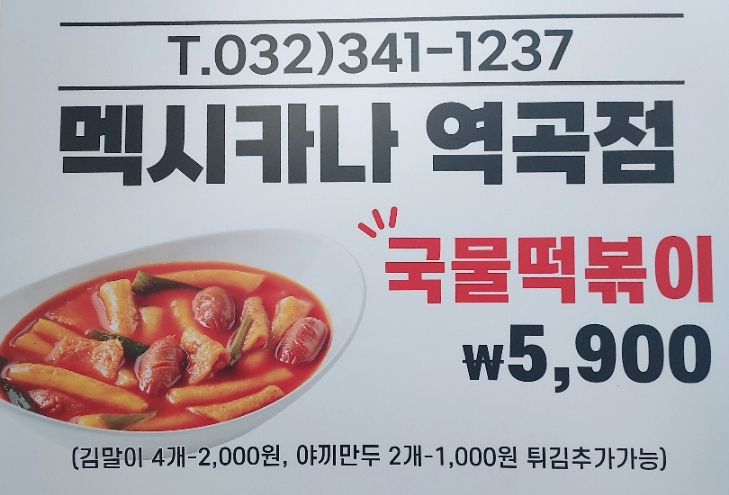 T.032)341-1237
멕시카나 역곡점
국물떡볶이
₩5,900
(김말이 4개-2,000원, 야끼만두 2개-1,000원 튀김추가가능)